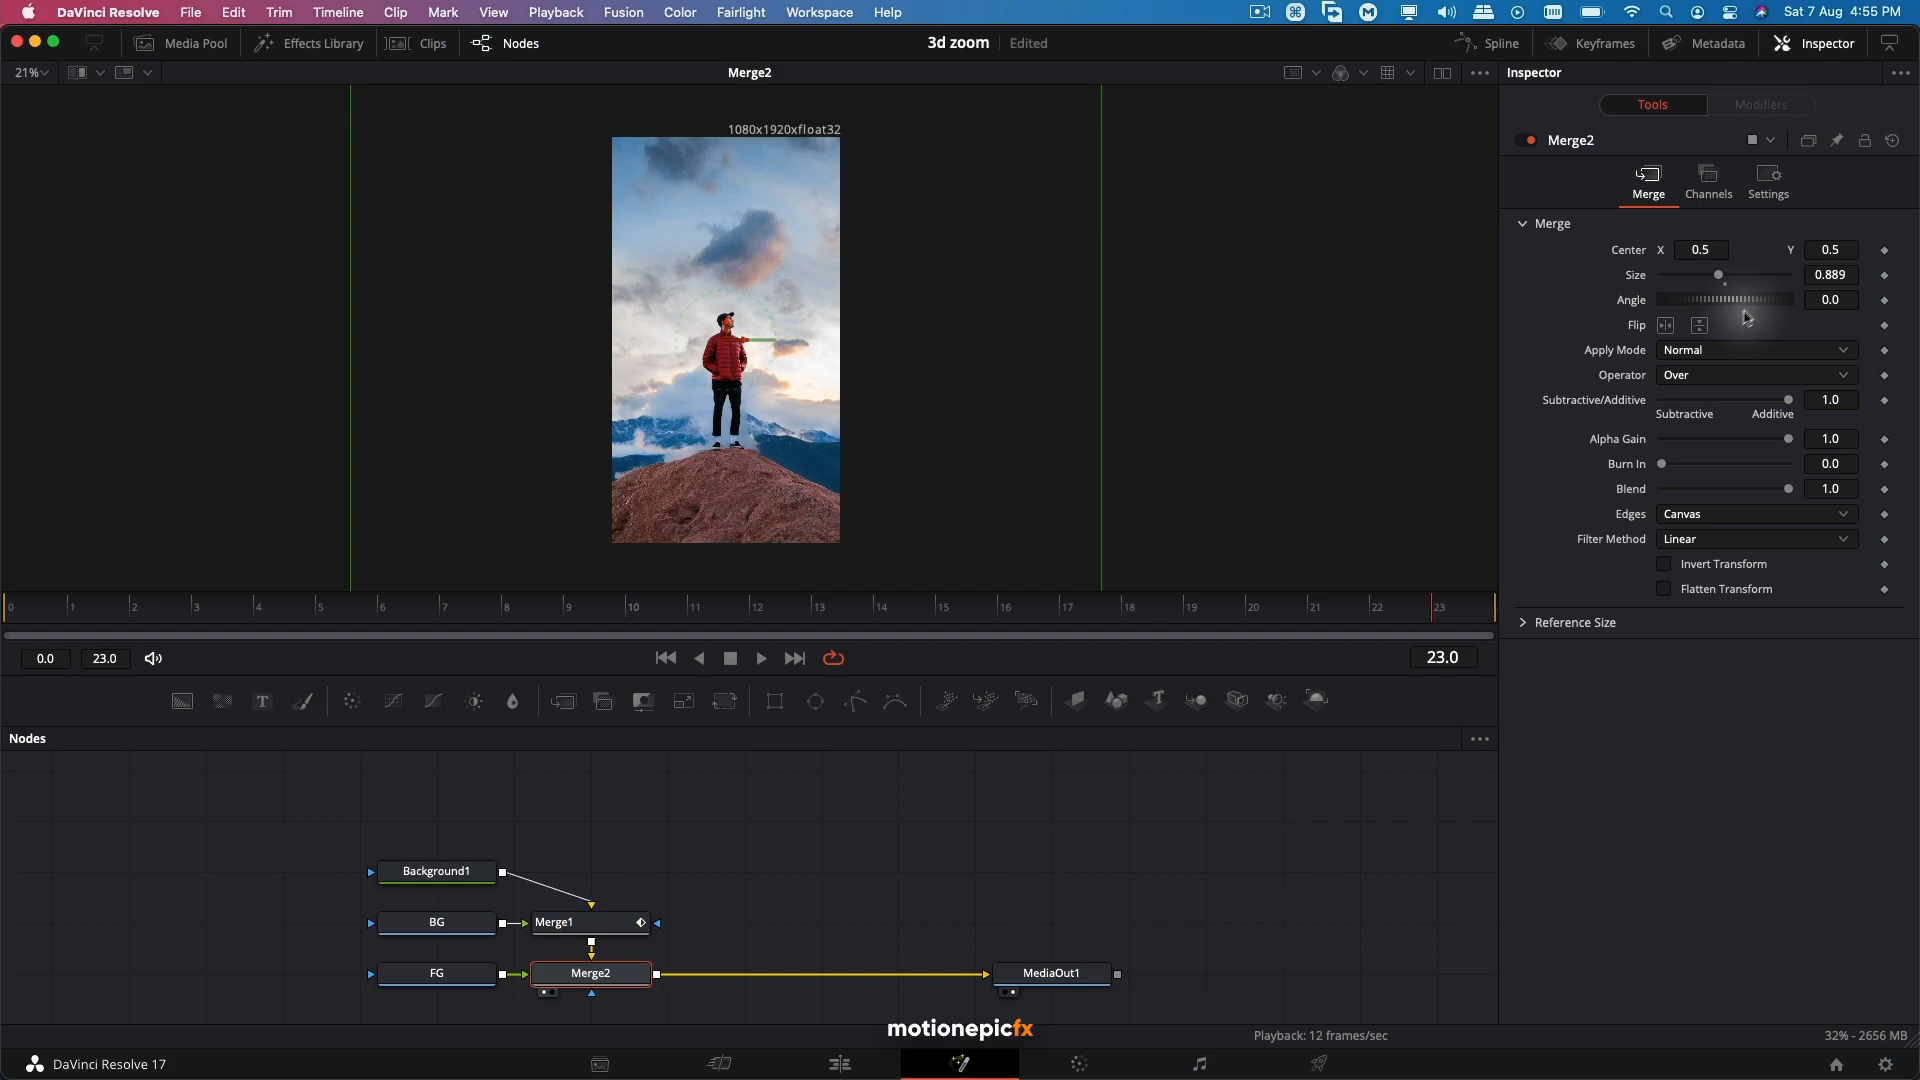 DaVinci Resolve File Edit Trim Timeline Clip Mark View Playback Fusion Color Fairlight Workspace Help Sat 7 Aug 4:55 PM
Media Pool Effects Library Clips Nodes 3d zoom Edited Spline Keyframes Metadata Inspector
21% Merge2 Inspector
Tools Modifiers
1080x1920xfloat32
Merge2
Merge Channels Settings
Merge
Center X 0.5 Y 0.5
Size 0.889
Angle 0.0
Flip
Apply Mode Normal
Operator Over
Subtractive/Additive 1.0
Subtractive Additive
Alpha Gain 1.0
Burn In 0.0
Blend 1.0
Edges Canvas
Filter Method Linear
Invert Transform
Flatten Transform
Reference Size
0 1 2 3 4 5 6 7 8 9 10 11 12 13 14 15 16 17 18 19 20 21 22 23
0.0 23.0 23.0
T T
Nodes
Background1
BG Merge1
FG Merge2 MediaOut1
motionepicfx
Playback: 12 frames/sec 32% - 2656 MB
DaVinci Resolve 17